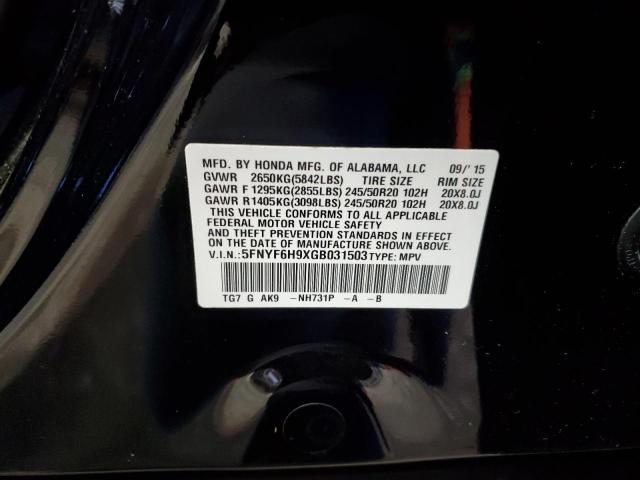 MFD. BY HONDA MFG. OF ALABAMA, LLC 09/'15
GVWR 2650KG(5842LBS) TIRE SIZE RIM SIZE
GAWR F 1295KG(2855LBS) 245/50R20 102H 20X8.0J
GAWR R1405KG(3098LBS) 245/50R20 102H 20X8.0J
THIS VEHICLE CONFORMS TO ALL APPLICABLE
FEDERAL MOTOR VEHICLE SAFETY
AND THEFT PREVENTION STANDARDS IN EFFECT
ON THE DATE OF MANUFACTURE SHOWN ABOVE.
V.I.N.: 5FNYF6H9XGB031503 TYPE: MPV
TG7 G AK9 -NH731P -A -B